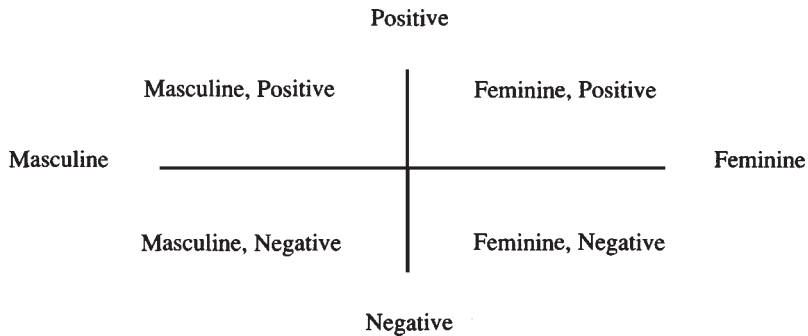 Positive
Masculine, Positive
Feminine, Positive
Masculine
Feminine
Masculine, Negative
Feminine, Negative
Negative